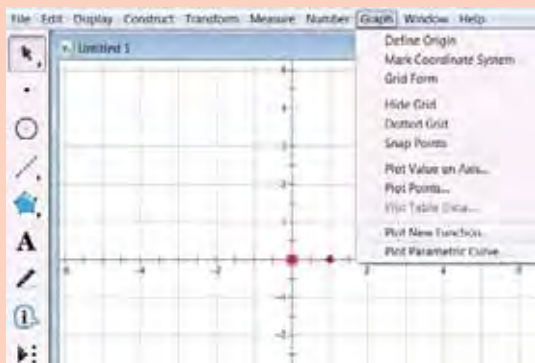 File Edit Display Construct Transform Measure Number Graph Window Help
Untitled 1
Define Origin
Mark Coordinate System
Grid Form
Hide Grid
Dotted Grid
Snap Points
Plot Value on Axis...
Plot Points...
Plot Table Data...
Plot New Function...
Plot Parametric Curve...
A
i